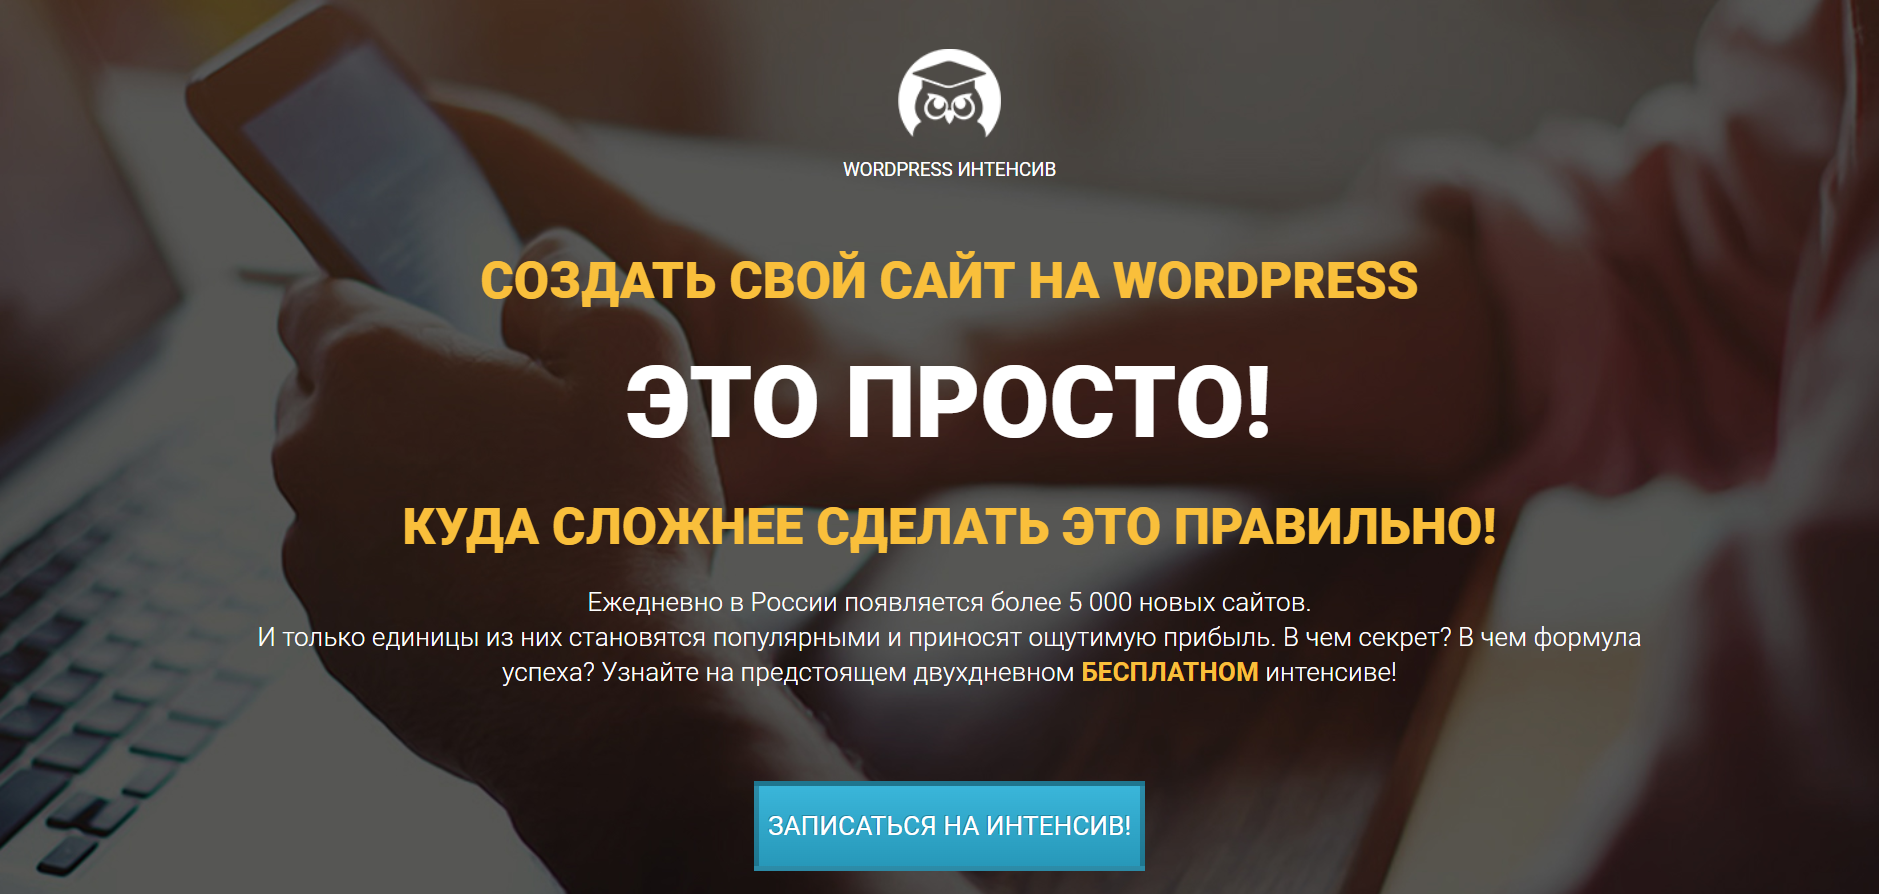 WORDPRESS ИНТЕНСИВ
СОЗДАТЬ СВОЙ САЙТ НА WORDPRESS
ЭТО ПРОСТО!
КУДА СЛОЖНЕЕ СДЕЛАТЬ ЭТО ПРАВИЛЬНО!
Ежедневно в России появляется более 5 000 новых сайтов.
И только единицы из них становятся популярными и приносят ощутимую прибыль. В чем секрет? В чем формула
успеха? Узнайте на предстоящем двухдневном БЕСПЛАТНОМ интенсиве!
ЗАПИСАТЬСЯ НА ИНТЕНСИВ!